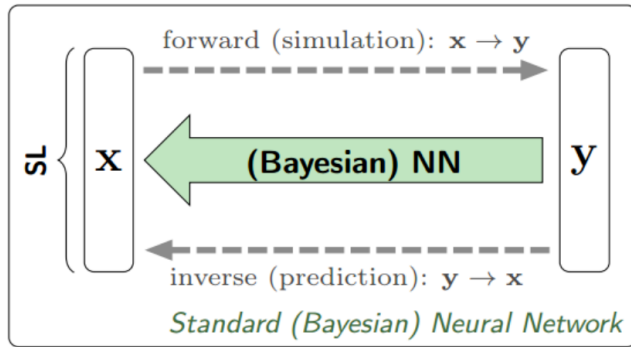 forward (simulation): x → y
SL
x
(Bayesian) NN
y
inverse (prediction): y → x
Standard (Bayesian) Neural Network